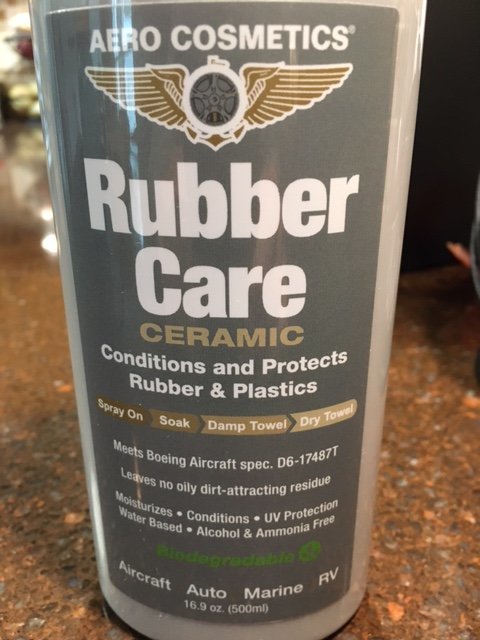 AERO COSMETICS®
Rubber
Care
CERAMIC
Conditions and Protects
Rubber & Plastics
Spray On Soak Damp Towel Dry Towel
Meets Boeing Aircraft spec. D6-17487T
Leaves no oily dirt-attracting residue
Moisturizes • Conditions • UV Protection
Water Based • Alcohol & Ammonia Free
Biodegradable
Aircraft Auto Marine RV
16.9 oz. (500ml)